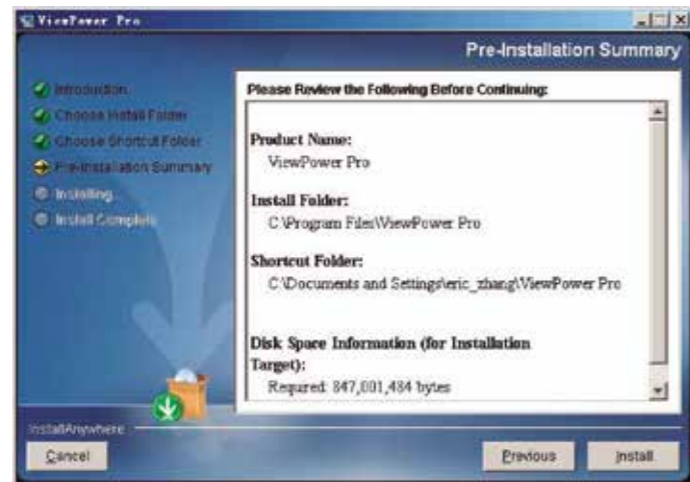 ViewPower Pro
Pre-Installation Summary
Introduction
Choose Install Folder
Choose Shortcut Folder
Pre-Installation Summary
Installing...
Install Complete
Please Review the Following Before Continuing:
Product Name:
ViewPower Pro
Install Folder:
C:\Program Files\ViewPower Pro
Shortcut Folder:
C:\Documents and Settings\eric_zhang\ViewPower Pro
Disk Space Information (for Installation
Target):
Required: 847,001,484 bytes
InstallAnywhere
Cancel
Previous
Install